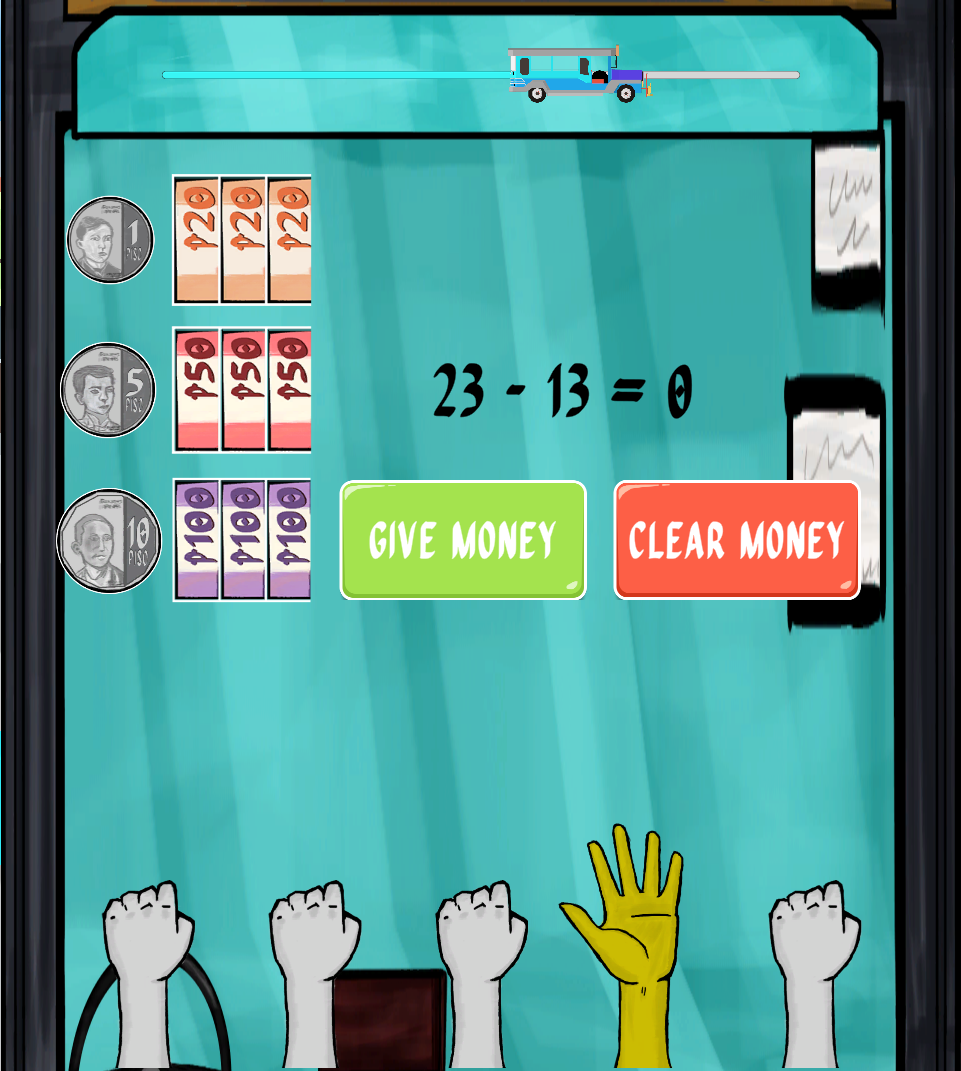 1
PISO
₱20 ₱20 ₱20
5
PISO
₱50 ₱50 ₱50
23 - 13 = 0
10
PISO
₱100 ₱100 ₱100
GIVE MONEY
CLEAR MONEY